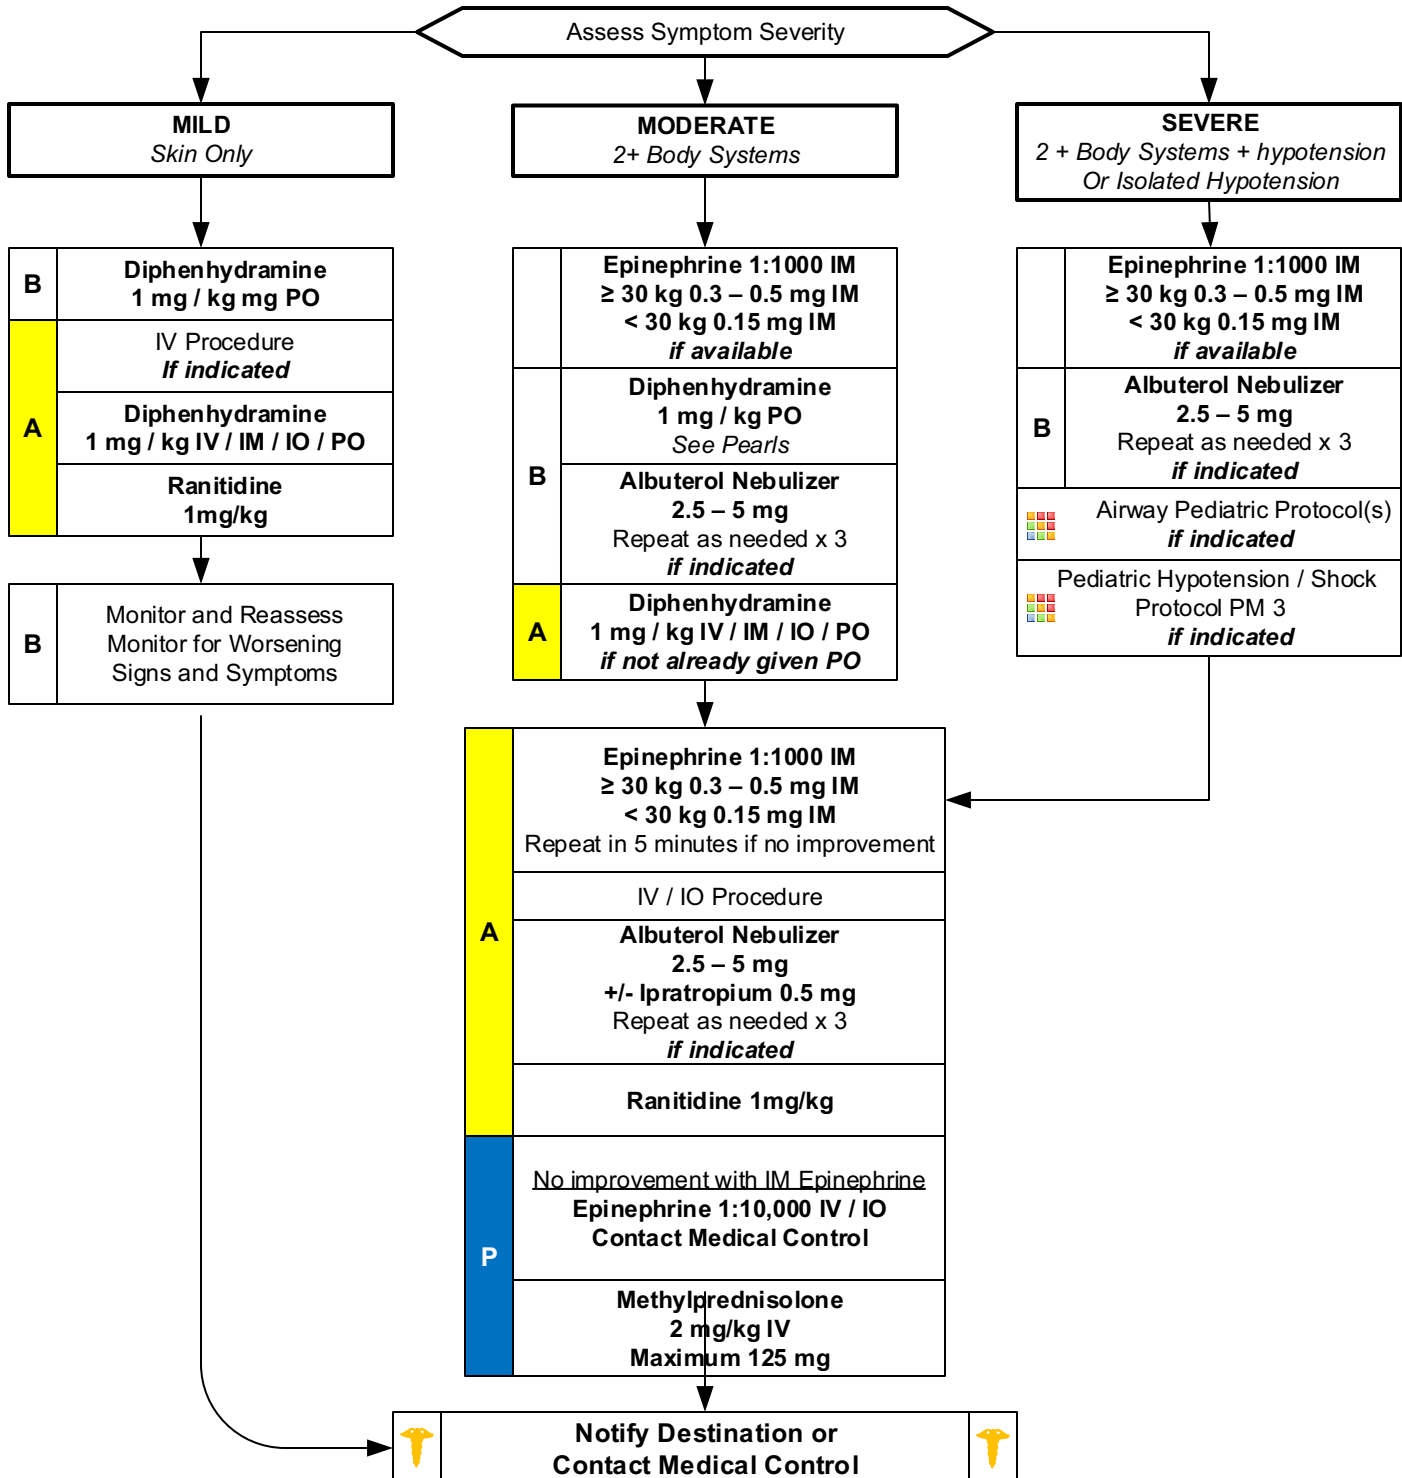 Assess Symptom Severity
MILD
Skin Only
B
Diphenhydramine
1 mg / kg mg PO
A
IV Procedure
If indicated
Diphenhydramine
1 mg / kg IV / IM / IO / PO
Ranitidine
1mg/kg
B
Monitor and Reassess
Monitor for Worsening
Signs and Symptoms
MODERATE
2+ Body Systems
Epinephrine 1:1000 IM
≥ 30 kg 0.3 – 0.5 mg IM
< 30 kg 0.15 mg IM
if available
B
Diphenhydramine
1 mg / kg PO
See Pearls
Albuterol Nebulizer
2.5 – 5 mg
Repeat as needed x 3
if indicated
A
Diphenhydramine
1 mg / kg IV / IM / IO / PO
if not already given PO
SEVERE
2 + Body Systems + hypotension
Or Isolated Hypotension
Epinephrine 1:1000 IM
≥ 30 kg 0.3 – 0.5 mg IM
< 30 kg 0.15 mg IM
if available
B
Albuterol Nebulizer
2.5 – 5 mg
Repeat as needed x 3
if indicated
Airway Pediatric Protocol(s)
if indicated
Pediatric Hypotension / Shock
Protocol PM 3
if indicated
A
Epinephrine 1:1000 IM
≥ 30 kg 0.3 – 0.5 mg IM
< 30 kg 0.15 mg IM
Repeat in 5 minutes if no improvement
IV / IO Procedure
Albuterol Nebulizer
2.5 – 5 mg
+/- Ipratropium 0.5 mg
Repeat as needed x 3
if indicated
Ranitidine 1mg/kg
P
No improvement with IM Epinephrine
Epinephrine 1:10,000 IV / IO
Contact Medical Control
Methylprednisolone
2 mg/kg IV
Maximum 125 mg
Notify Destination or
Contact Medical Control